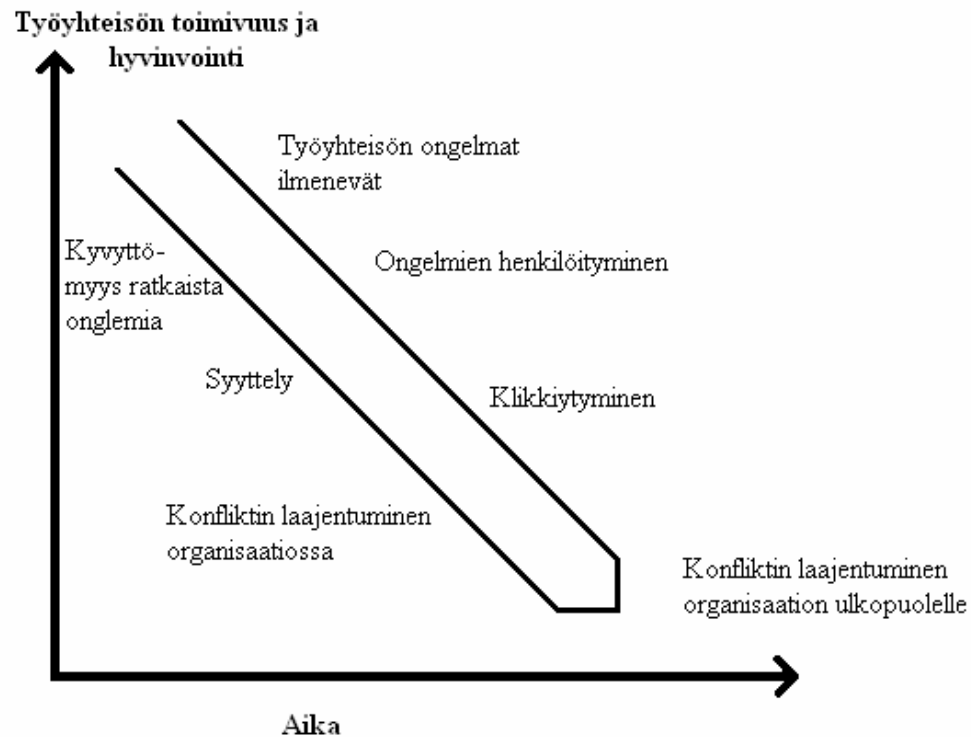 Työyhteisön toimivuus ja
hyvinvointi
Työyhteisön ongelmat
ilmenevät
Kyvyttö-
myys ratkaista
onglemia
Ongelmien henkilöityminen
Syyttely
Klikkiytyminen
Konfliktin laajentuminen
organisaatiossa
Konfliktin laajentuminen
organisaation ulkopuolelle
Aika